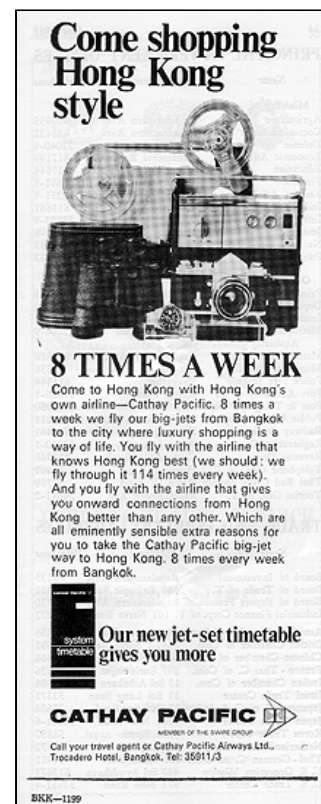 Come shopping
Hong Kong
style
8 TIMES A WEEK
Come to Hong Kong with Hong Kong's
own airline—Cathay Pacific. 8 times a
week we fly our big-jets from Bangkok
to the city where luxury shopping is a
way of life. You fly with the airline that
knows Hong Kong best (we should: we
fly through it 114 times every week).
And you fly with the airline that gives
you onward connections from Hong
Kong better than any other. Which are
all eminently sensible extra reasons for
you to take the Cathay Pacific big-jet
way to Hong Kong. 8 times every week
from Bangkok.
system
timetable
Our new jet-set timetable
gives you more
CATHAY PACIFIC
MEMBER OF THE SWIRE GROUP
Call your travel agent or Cathay Pacific Airways Ltd.,
Trocadero Hotel, Bangkok. Tel: 35911/3
BKK—1199